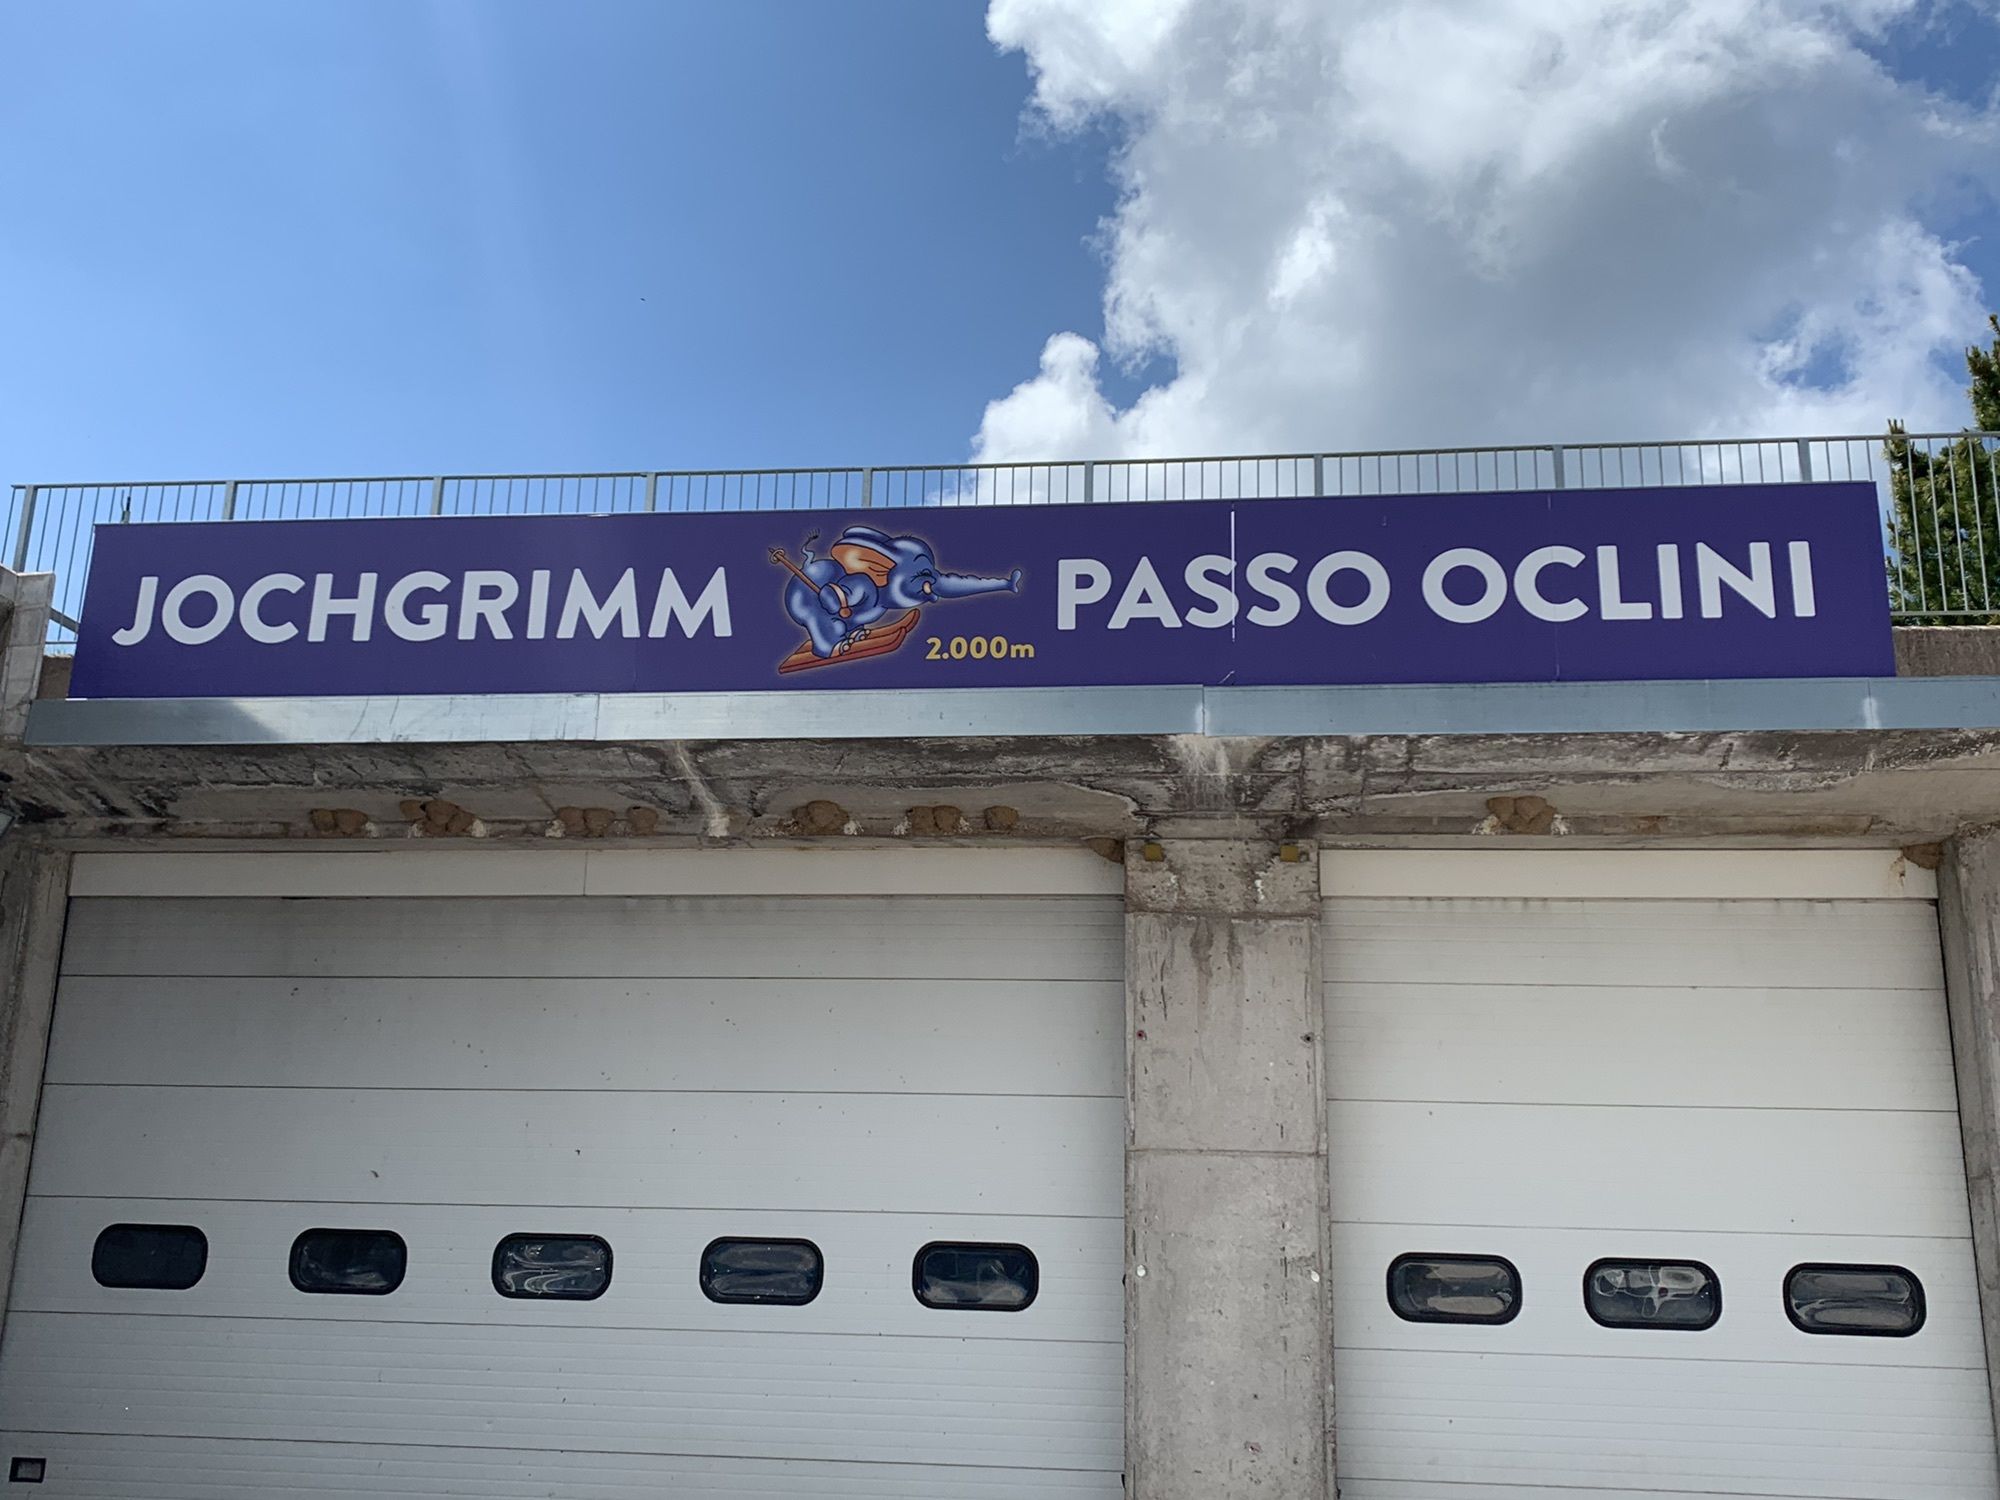 JOCHGRIMM 2.000m PASSO OCLINI